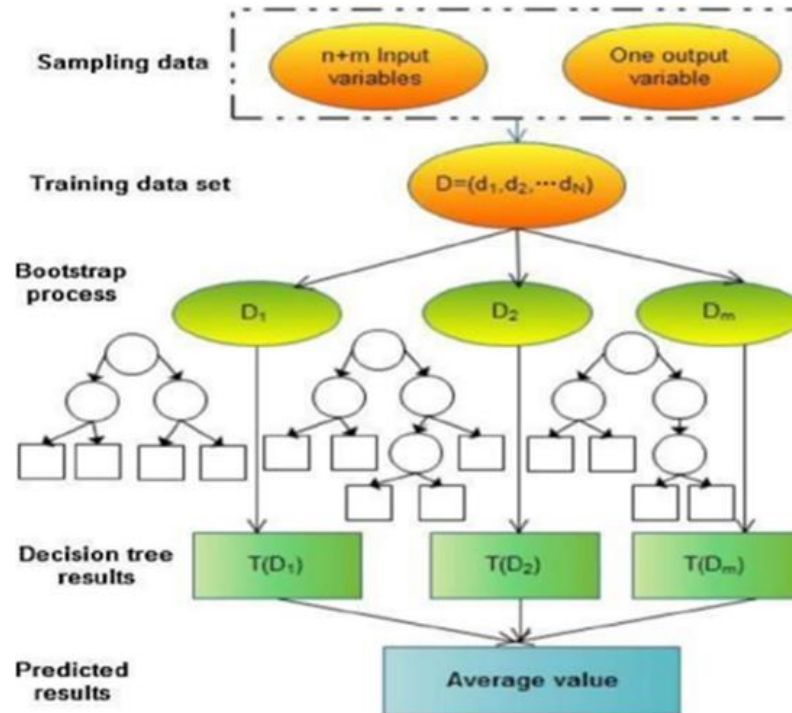 Sampling data
n+m Input
variables
One output
variable
Training data set
D=(d₁,d₂,⋯d_N)
Bootstrap
process
D₁
D₂
Dₘ
Decision tree
results
T(D₁)
T(D₂)
T(Dₘ)
Predicted
results
Average value